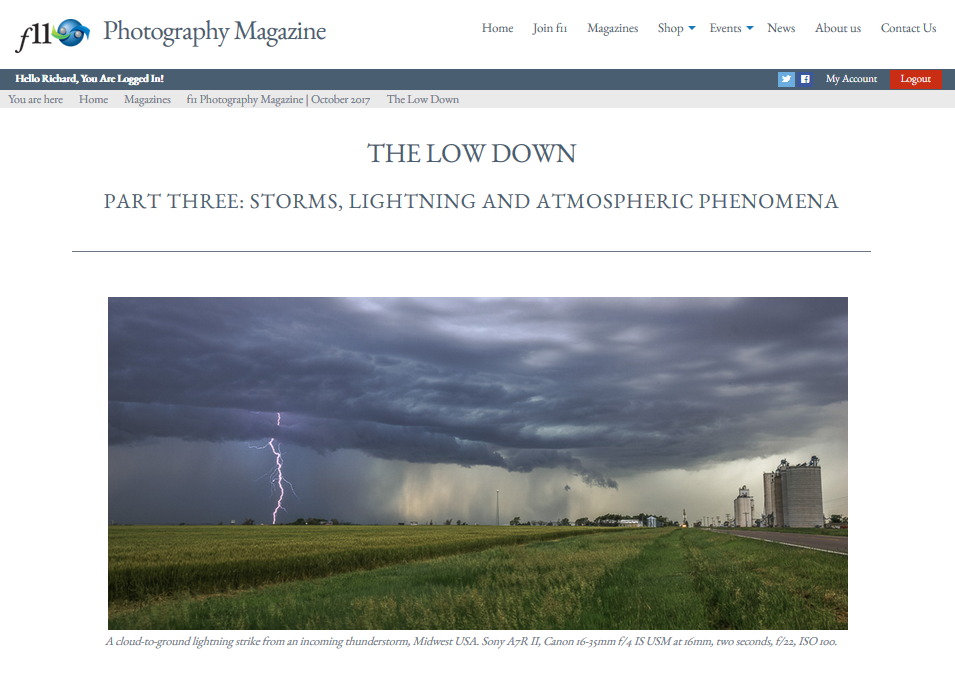 f11 Photography Magazine
Home Join f11 Magazines Shop Events News About us Contact Us
Hello Richard, You Are Logged In!
My Account Logout
You are here Home Magazines f11 Photography Magazine | October 2017 The Low Down
THE LOW DOWN
PART THREE: STORMS, LIGHTNING AND ATMOSPHERIC PHENOMENA
A cloud-to-ground lightning strike from an incoming thunderstorm, Midwest USA. Sony A7R II, Canon 16-35mm f/4 IS USM at 16mm, two seconds, f/22, ISO 100.